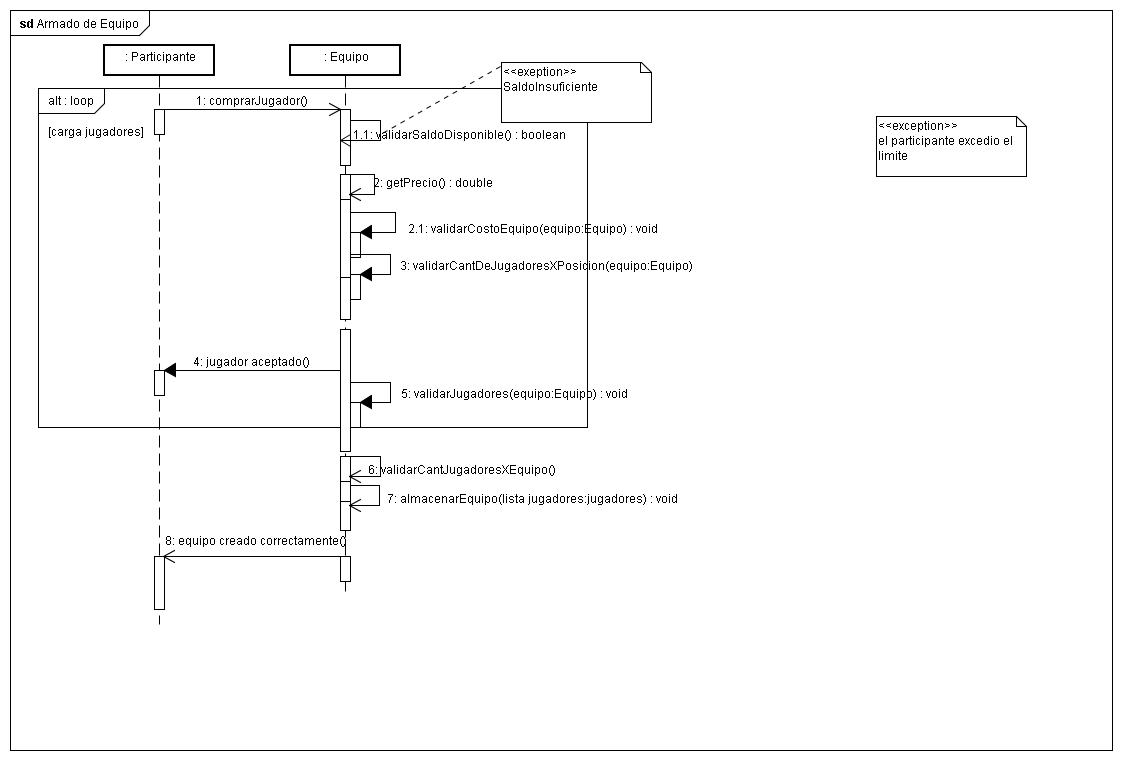 sd Armado de Equipo
: Participante
: Equipo
<<exeption>>
SaldoInsuficiente
alt : loop
1: comprarJugador()
[carga jugadores]
1.1: validarSaldoDisponible() : boolean
<<exception>>
el participante excedio el
limite
2: getPrecio() : double
2.1: validarCostoEquipo(equipo:Equipo) : void
3: validarCantDeJugadoresXPosicion(equipo:Equipo)
4: jugador aceptado()
5: validarJugadores(equipo:Equipo) : void
6: validarCantJugadoresXEquipo()
7: almacenarEquipo(lista jugadores:jugadores) : void
8: equipo creado correctamente()